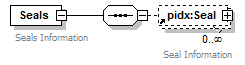 Seals
pidx:Seal
0..∞
Seals Information
Seal Information